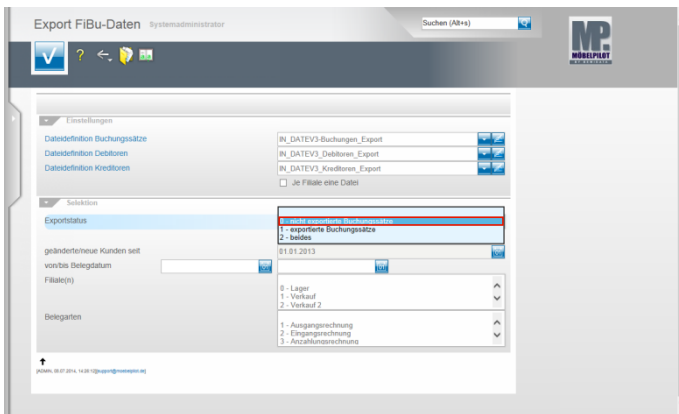 Export FiBu-Daten Systemadministrator
Suchen (Alt+s)
MP
MÖBELPILOT
?
Einstellungen
Dateidefinition Buchungssätze
IN_DATEV3-Buchungen_Export
Dateidefinition Debitoren
IN_DATEV3_Debitoren_Export
Dateidefinition Kreditoren
IN_DATEV3_Kreditoren_Export
Je Filiale eine Datei
Selektion
Exportstatus
0 - nicht exportierte Buchungssätze
1 - exportierte Buchungssätze
2 - beides
geänderte/neue Kunden seit
01.01.2013
von/bis Belegdatum
Filiale(n)
0 - Lager
1 - Verkauf
2 - Verkauf 2
Belegarten
1 - Ausgangsrechnung
2 - Eingangsrechnung
3 - Anzahlungsrechnung